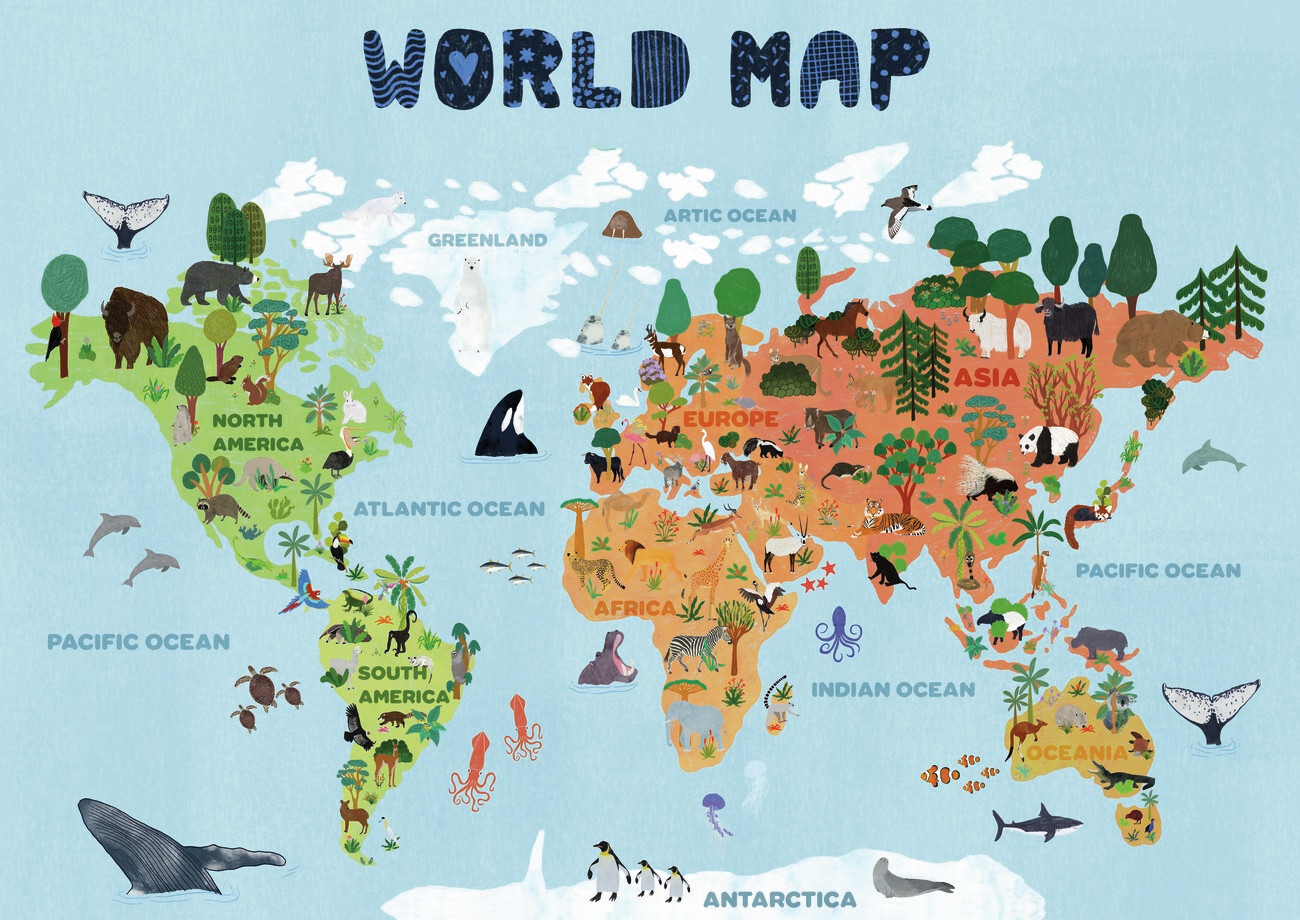 WORLD MAP
ARTIC OCEAN
GREENLAND
ASIA
NORTH
AMERICA
EUROPE
ATLANTIC OCEAN
PACIFIC OCEAN
AFRICA
PACIFIC OCEAN
SOUTH
AMERICA
INDIAN OCEAN
OCEANIA
ANTARCTICA